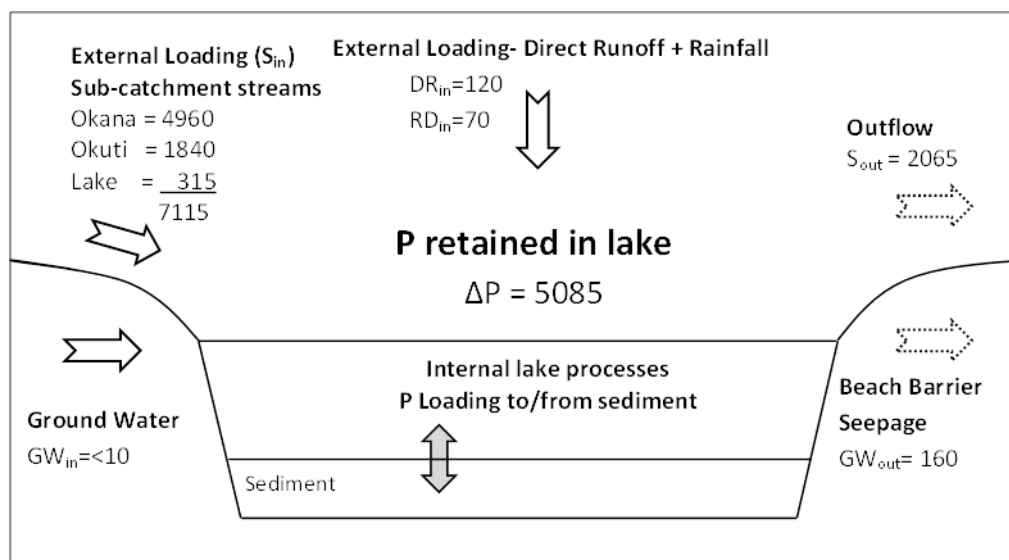 External Loading (Sin)
Sub-catchment streams
Okana = 4960
Okuti = 1840
Lake = 315
7115
External Loading- Direct Runoff + Rainfall
DRin=120
RDin=70
Outflow
Sout = 2065
P retained in lake
ΔP = 5085
Internal lake processes
P Loading to/from sediment
Ground Water
GWin=<10
Beach Barrier
Seepage
GWout= 160
Sediment